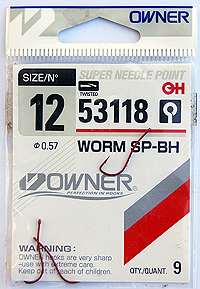 OWNER
SIZE/N°
SUPER NEEDLE POINT
12
TWISTED
53118
Φ 0.57
WORM SP-BH
OWNER
PERFECTION IN HOOKS
WARNING:
OWNER hooks are very sharp
-use with extreme care.
Keep out of reach of children.
QTY/QUANT. 9